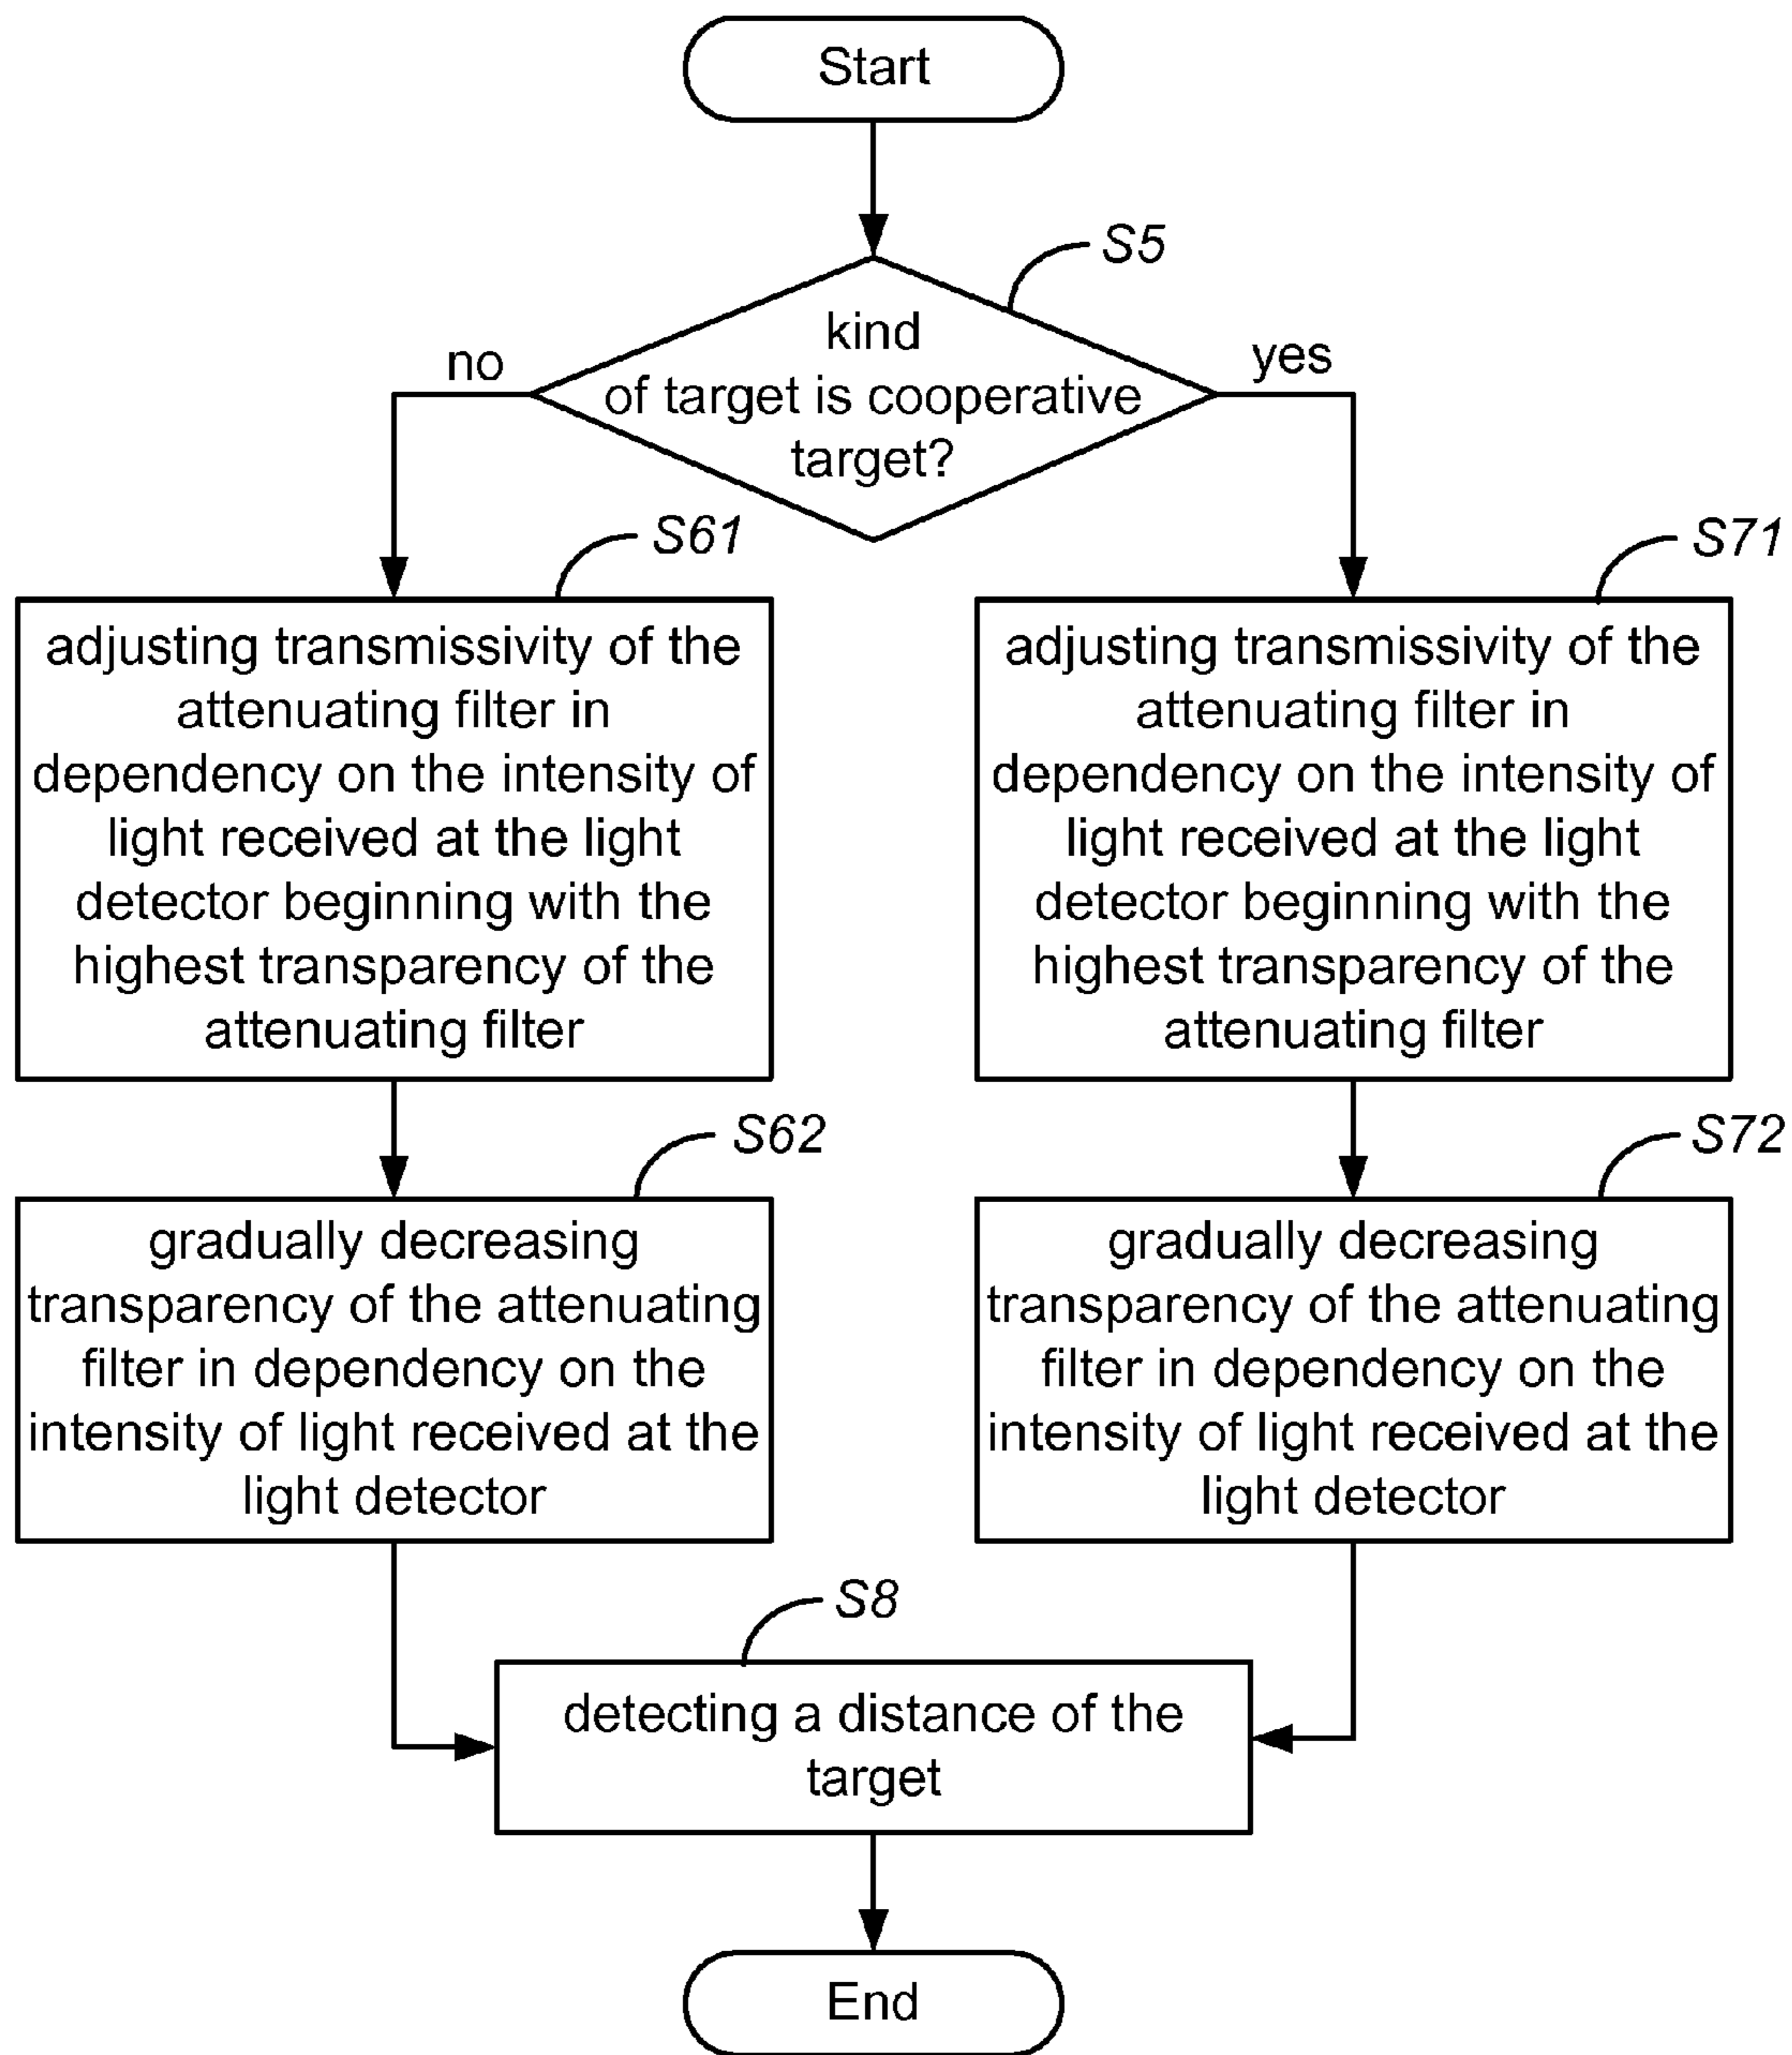 Start
S5
kind
of target is cooperative
target?
no
yes
S61
adjusting transmissivity of the
attenuating filter in
dependency on the intensity of
light received at the light
detector beginning with the
highest transparency of the
attenuating filter
S71
adjusting transmissivity of the
attenuating filter in
dependency on the intensity of
light received at the light
detector beginning with the
highest transparency of the
attenuating filter
S62
gradually decreasing
transparency of the attenuating
filter in dependency on the
intensity of light received at the
light detector
S72
gradually decreasing
transparency of the attenuating
filter in dependency on the
intensity of light received at the
light detector
S8
detecting a distance of the
target
End